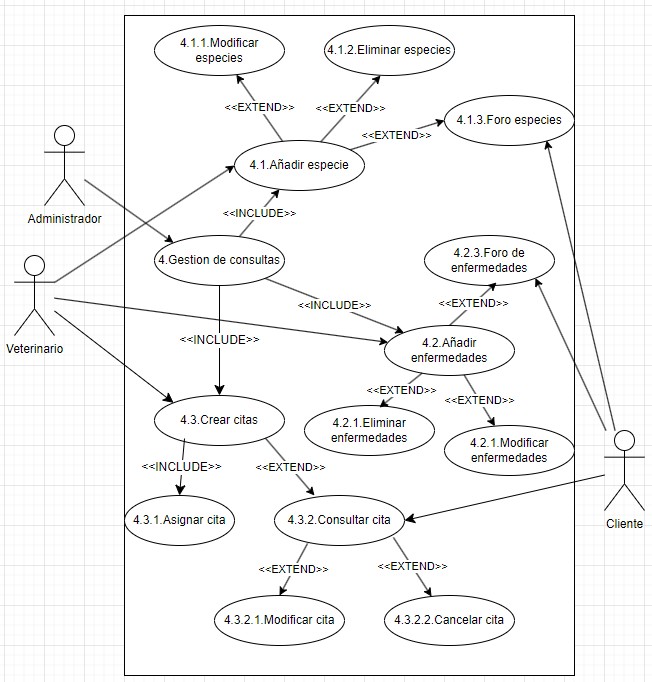 4.1.1.Modificar
especies
4.1.2.Eliminar especies
<<EXTEND>>
<<EXTEND>>
4.1.3.Foro especies
<<EXTEND>>
4.1.Añadir especie
Administrador
<<INCLUDE>>
4.Gestion de consultas
4.2.3.Foro de
enfermedades
<<INCLUDE>>
<<EXTEND>>
Veterinario
<<INCLUDE>>
4.2.Añadir
enfermedades
<<EXTEND>>
<<EXTEND>>
4.3.Crear citas
4.2.1.Eliminar
enfermedades
4.2.1.Modificar
enfermedades
<<INCLUDE>>
<<EXTEND>>
4.3.1.Asignar cita
4.3.2.Consultar cita
Cliente
<<EXTEND>>
<<EXTEND>>
4.3.2.1.Modificar cita
4.3.2.2.Cancelar cita